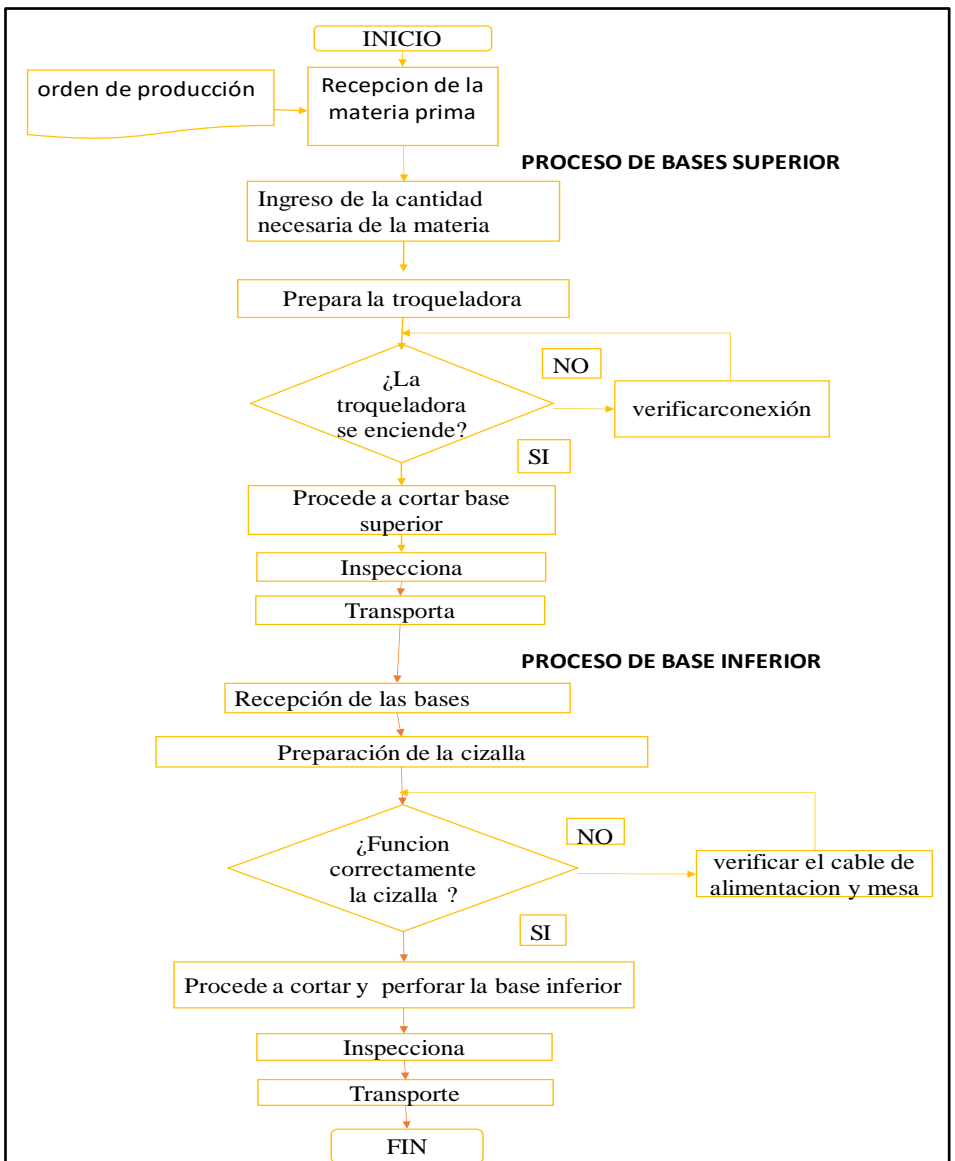 INICIO
orden de producción
Recepcion de la
materia prima
PROCESO DE BASES SUPERIOR
Ingreso de la cantidad
necesaria de la materia
Prepara la troqueladora
¿La
troqueladora
se enciende?
NO
verificarconexión
SI
Procede a cortar base
superior
Inspecciona
Transporta
PROCESO DE BASE INFERIOR
Recepción de las bases
Preparación de la cizalla
¿Funcion
correctamente
la cizalla ?
NO
verificar el cable de
alimentacion y mesa
SI
Procede a cortar y perforar la base inferior
Inspecciona
Transporte
FIN